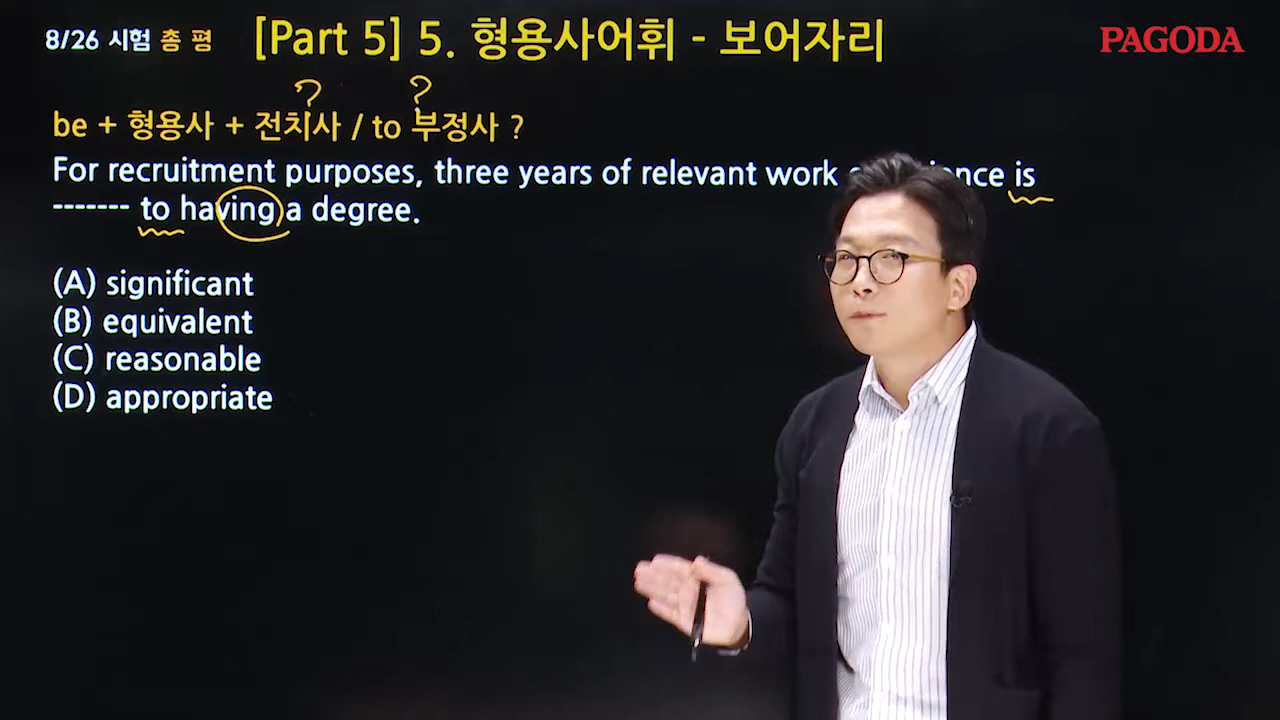 8/26 시험 총 평
[Part 5] 5. 형용사어휘 - 보어자리
PAGODA
? ?
be + 형용사 + 전치사 / to 부정사 ?
For recruitment purposes, three years of relevant work is
------- to having a degree.
(A) significant
(B) equivalent
(C) reasonable
(D) appropriate